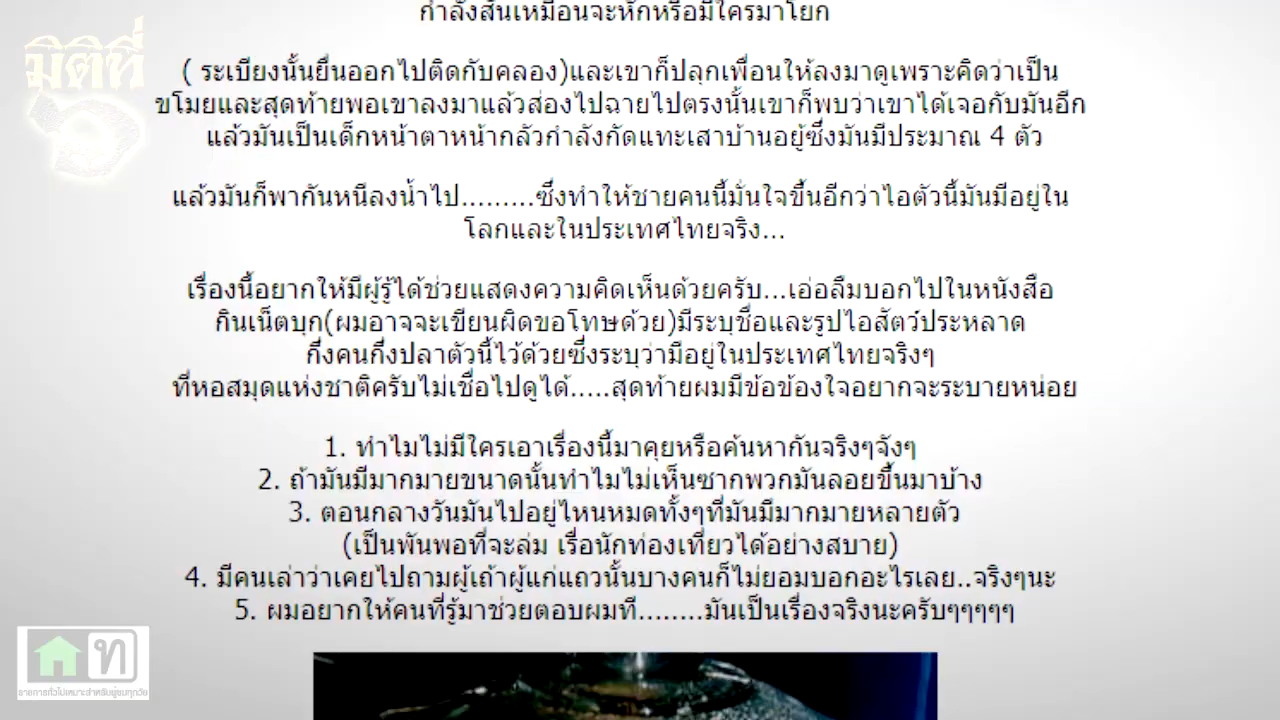 กำลังสั่นเหมือนจะหักหรือมีใครมาโยก
มิติที่
6
( ระเบียงนั้นยื่นออกไปติดกับคลอง)และเขาก็ปลุกเพื่อนให้ลงมาดูเพราะคิดว่าเป็น
ขโมยและสุดท้ายพอเขาลงมาแล้วส่องไปฉายไปตรงนั้นเขาก็พบว่าเขาได้เจอกับมันอีก
แล้วมันเป็นเด็กหน้าตาหน้ากลัวกำลังกัดแทะเสาบ้านอยู้ซึ่งมันมีประมาณ 4 ตัว
แล้วมันก็พากันหนีลงน้ำไป.........ซึ่งทำให้ชายคนนี้มั่นใจขึ้นอีกว่าไอตัวนี้มันมีอยู่ใน
โลกและในประเทศไทยจริง...
เรื่องนี้อยากให้มีผู้รู้ได้ช่วยแสดงความคิดเห็นด้วยครับ...เอ่อลืมบอกไปในหนังสือ
กินเน็ตบุก(ผมอาจจะเขียนผิดขอโทษด้วย)มีระบุชื่อและรูปไอสัตว์ประหลาด
กึ่งคนกึ่งปลาตัวนี้ไว้ด้วยซึ่งระบุว่ามีอยู่ในประเทศไทยจริงๆ
ที่หอสมุดแห่งชาติครับไม่เชื่อไปดูได้.....สุดท้ายผมมีข้อข้องใจอยากจะระบายหน่อย
1. ทำไมไม่มีใครเอาเรื่องนี้มาคุยหรือค้นหากันจริงๆจังๆ
2. ถ้ามันมีมากมายขนาดนั้นทำไมไม่เห็นซากพวกมันลอยขึ้นมาบ้าง
3. ตอนกลางวันมันไปอยู่ไหนหมดทั้งๆที่มันมีมากมายหลายตัว
(เป็นพันพอที่จะล่ม เรื่อนักท่องเที่ยวได้อย่างสบาย)
4. มีคนเล่าว่าเคยไปถามผู้เถ้าผู้แก่แถวนั้นบางคนก็ไม่ยอมบอกอะไรเลย..จริงๆนะ
5. ผมอยากให้คนที่รู้มาช่วยตอบผมที........มันเป็นเรื่องจริงนะครับๆๆๆๆๆ
ท
รายการทั่วไปเหมาะสำหรับผู้ชมทุกวัย